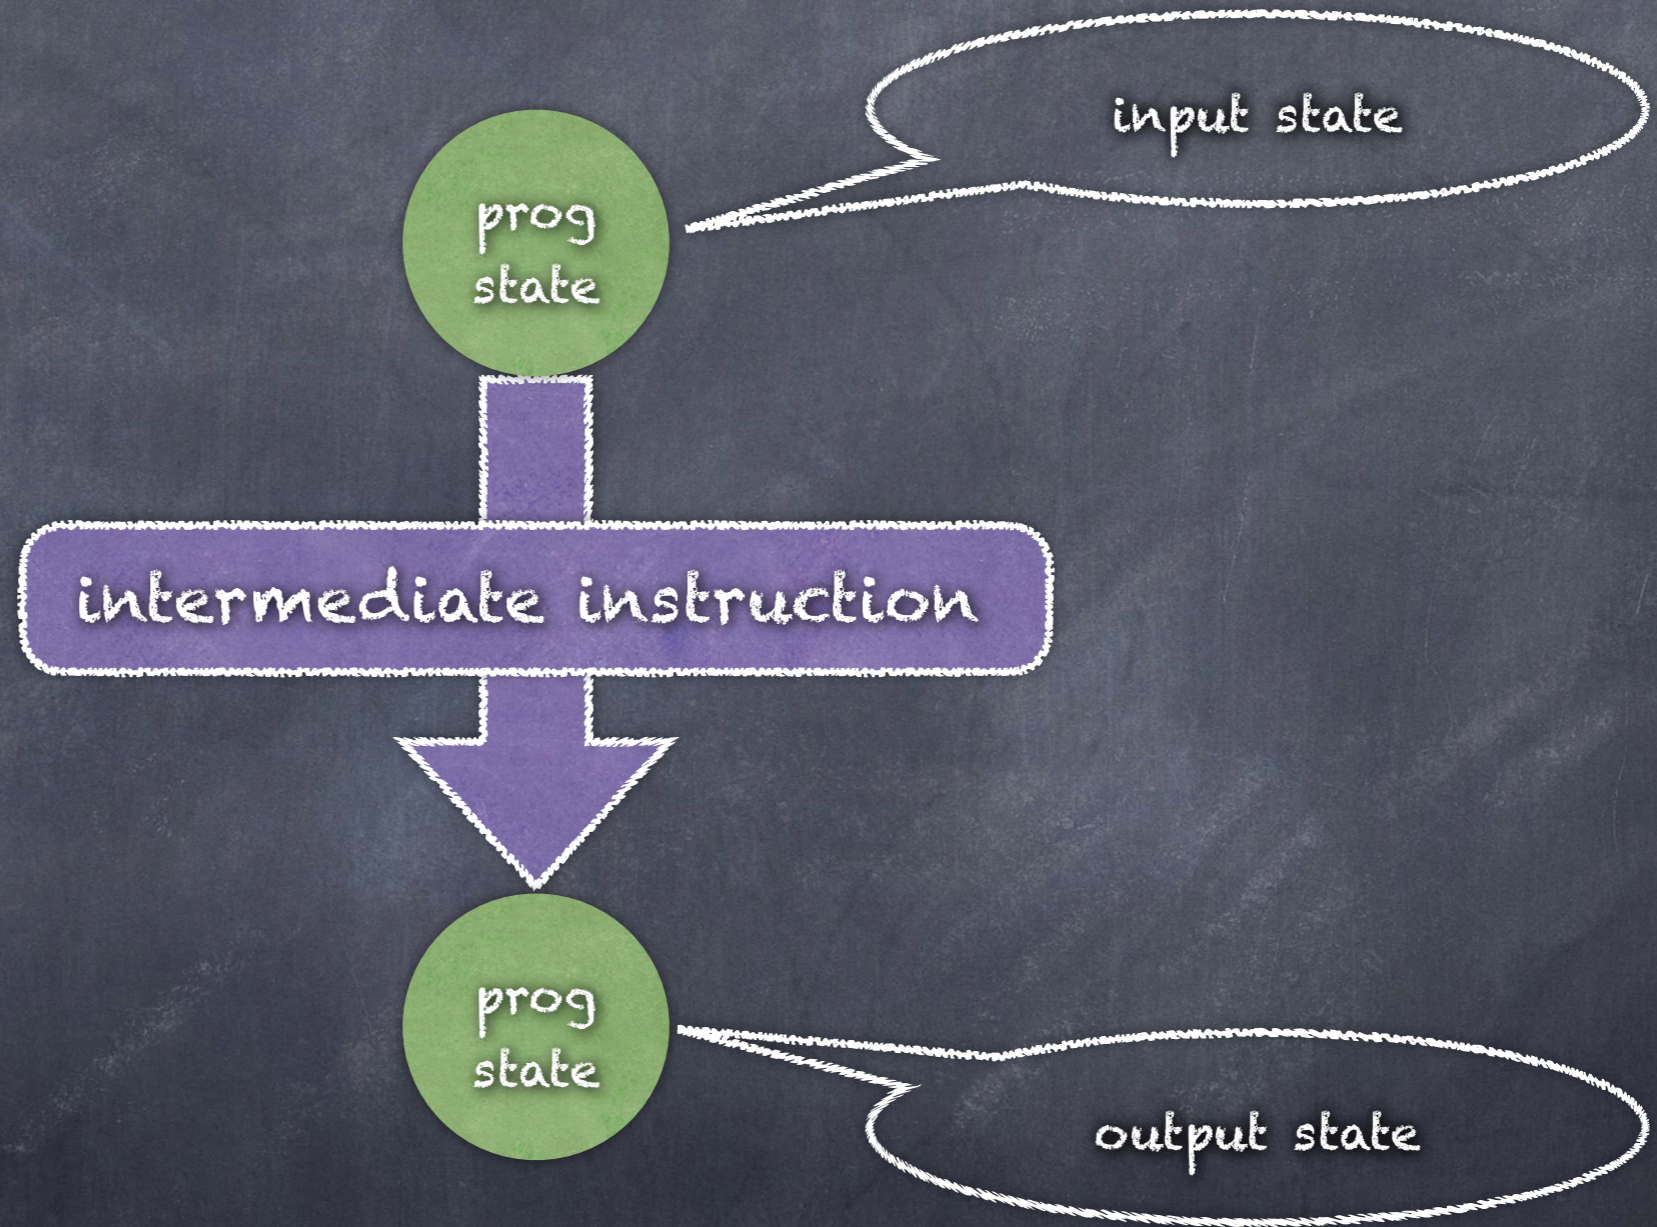 input state
prog
state
intermediate instruction
prog
state
output state